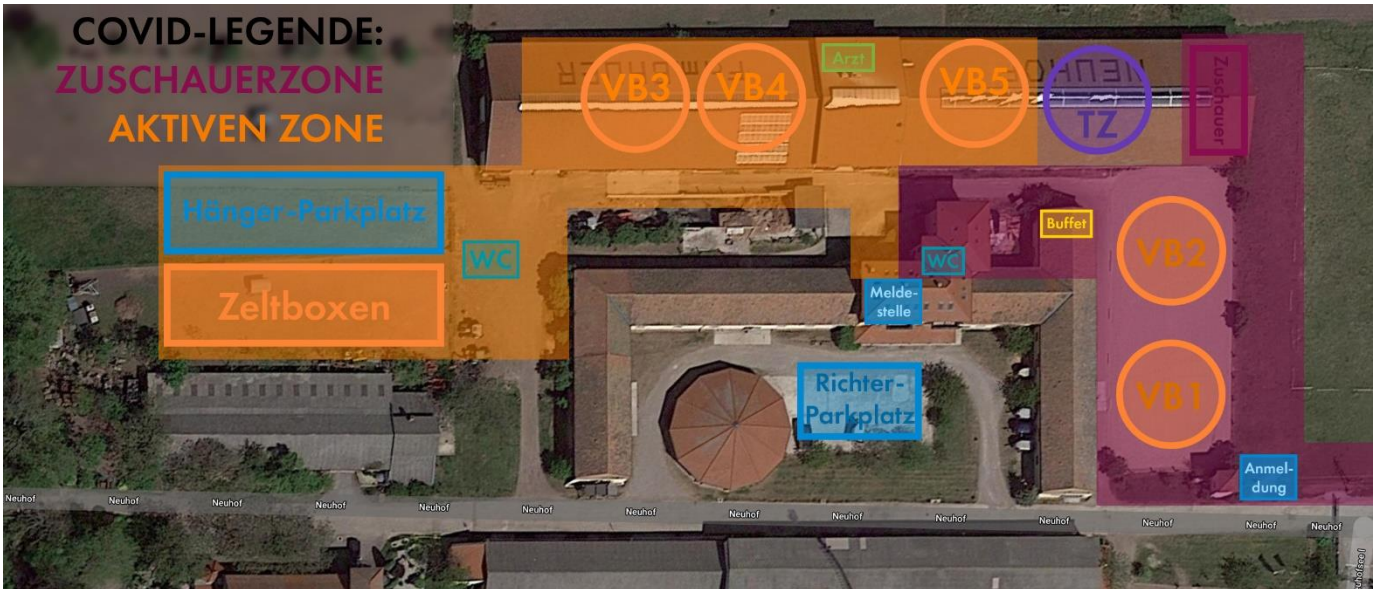 COVID-LEGENDE:
ZUSCHAUERZONE
AKTIVEN ZONE
VB3
VB4
Arzt
VB5
NEUHOF
TZ
Zuschauer
Hänger-Parkplatz
WC
Zeltboxen
Buffet
WC
VB2
Melde-
stelle
Richter-
Parkplatz
VB1
Anmel-
dung
Neuhof
Neuhof
Neuhof
Neuhof
Neuhof
Neuhof
Neuhof
Neuhof
Neuhof
Neuhof
Neuhof
Neuhof
Neuhof